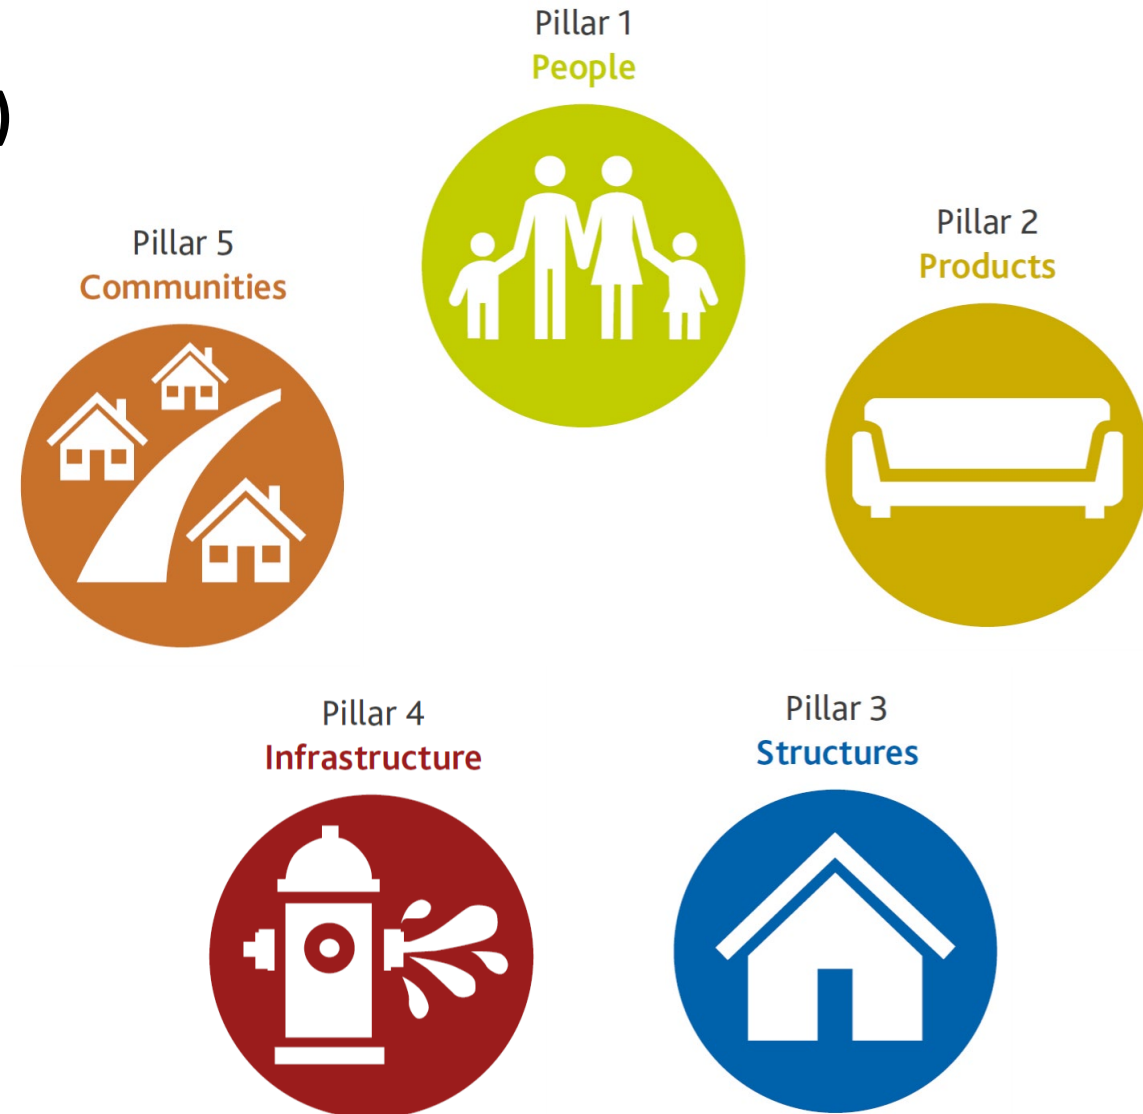 )
Pillar 1
People
Pillar 2
Products
Pillar 5
Communities
Pillar 4
Infrastructure
Pillar 3
Structures